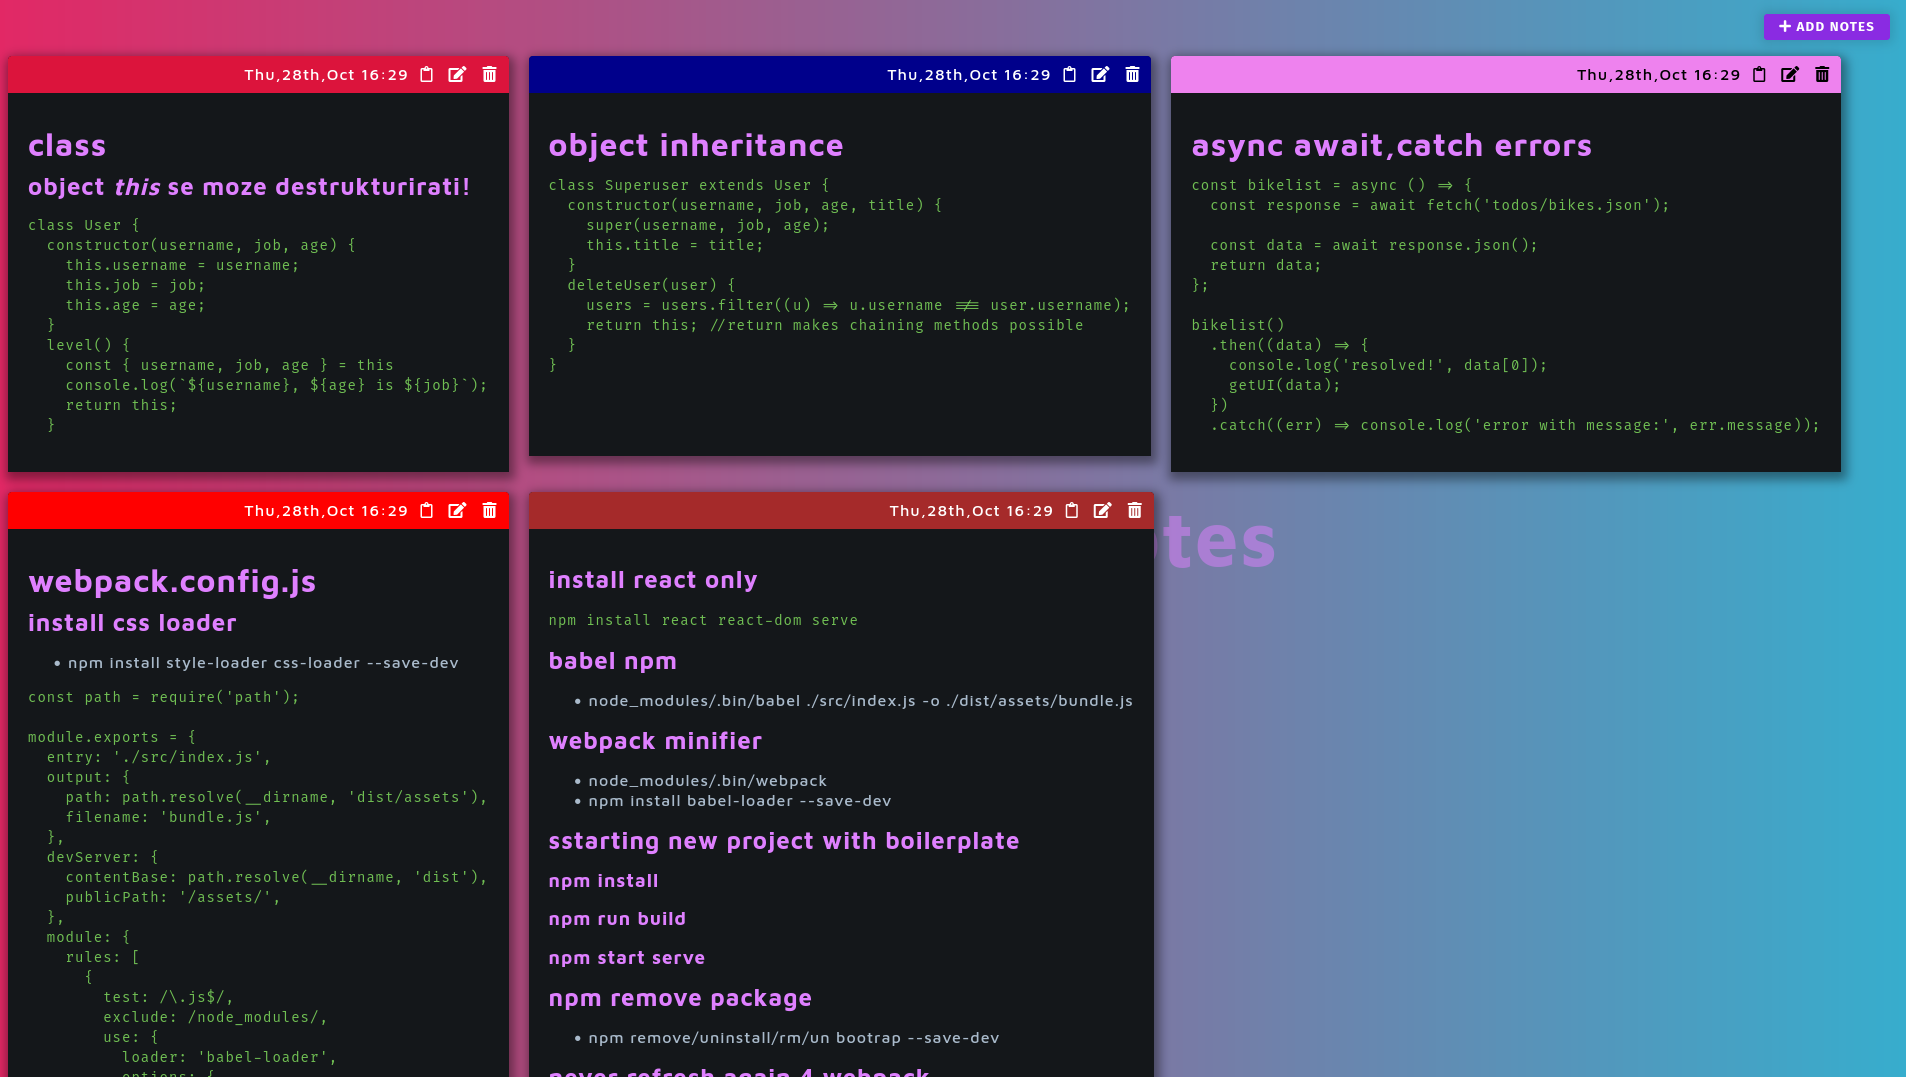 ADD NOTES
Thu,28th,Oct 16:29
class
object this se moze destrukturirati!
class User {
  constructor(username, job, age) {
    this.username = username;
    this.job = job;
    this.age = age;
  }
  level() {
    const { username, job, age } = this
    console.log(`${username}, ${age} is ${job}`);
    return this;
  }
Thu,28th,Oct 16:29
object inheritance
class Superuser extends User {
  constructor(username, job, age, title) {
    super(username, job, age);
    this.title = title;
  }
  deleteUser(user) {
    users = users.filter((u) => u.username !== user.username);
    return this; //return makes chaining methods possible
  }
}
Thu,28th,Oct 16:29
async await,catch errors
const bikelist = async () => {
  const response = await fetch('todos/bikes.json');
  const data = await response.json();
  return data;
};
bikelist()
  .then((data) => {
    console.log('resolved!', data[0]);
    getUI(data);
  })
  .catch((err) => console.log('error with message:', err.message));
Thu,28th,Oct 16:29
webpack.config.js
install css loader
• npm install style-loader css-loader --save-dev
const path = require('path');
module.exports = {
  entry: './src/index.js',
  output: {
    path: path.resolve(__dirname, 'dist/assets'),
    filename: 'bundle.js',
  },
  devServer: {
    contentBase: path.resolve(__dirname, 'dist'),
    publicPath: '/assets/',
  },
  module: {
    rules: [
      {
        test: /\.js$/,
        exclude: /node_modules/,
        use: {
          loader: 'babel-loader',
          options: {
Thu,28th,Oct 16:29
install react only
npm install react react-dom serve
babel npm
• node_modules/.bin/babel ./src/index.js -o ./dist/assets/bundle.js
webpack minifier
• node_modules/.bin/webpack
• npm install babel-loader --save-dev
sstarting new project with boilerplate
npm install
npm run build
npm start serve
npm remove package
• npm remove/uninstall/rm/un bootrap --save-dev
never refresh again 4 webpack
tes